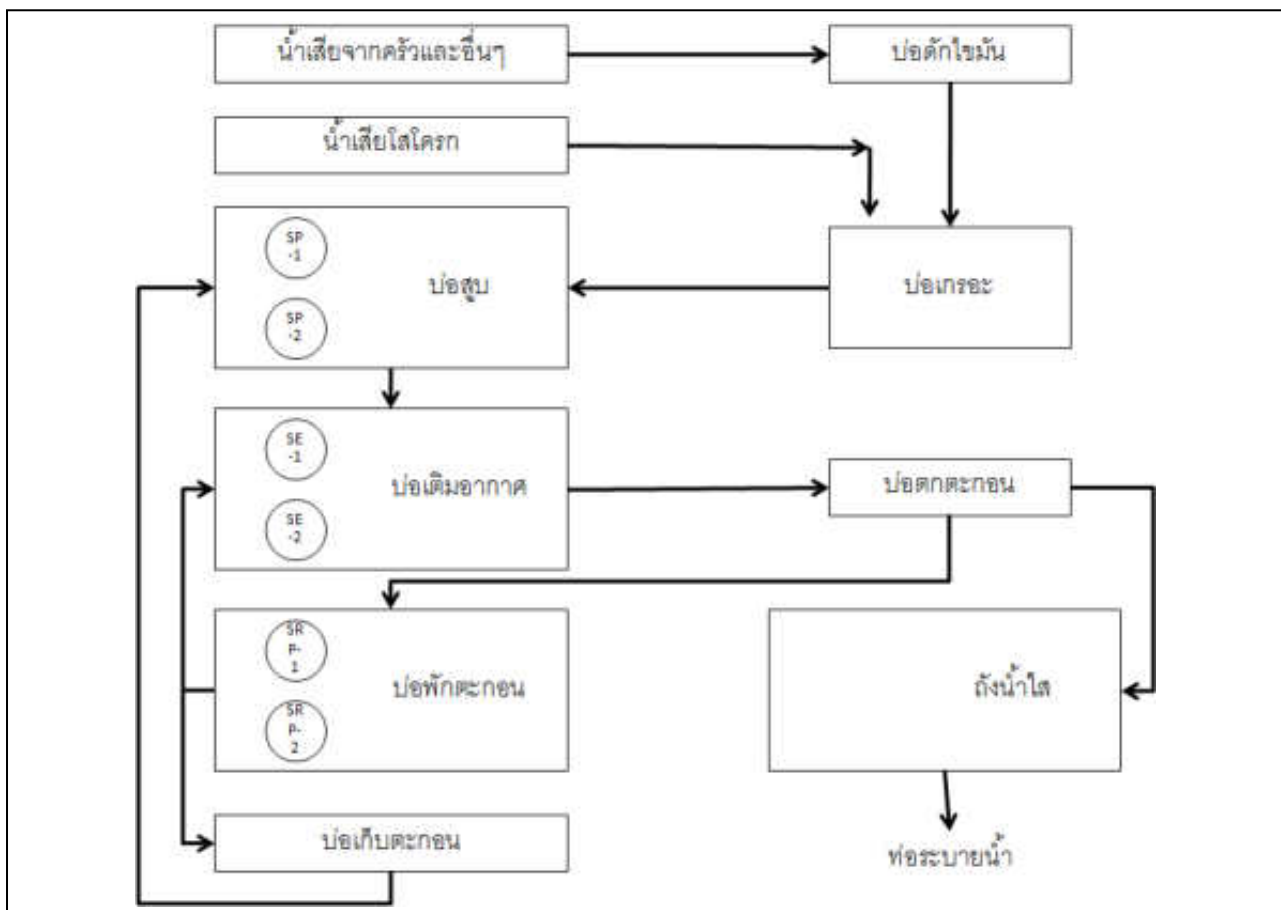 น้ำเสียจากครัวและอื่นๆ
บ่อดักไขมัน
น้ำเสียโสโครก
SP
-1
บ่อสูบ
SP
-2
บ่อเกรอะ
SE
-1
บ่อเติมอากาศ
SE
-2
บ่อตกตะกอน
SR
P-
1
บ่อพักตะกอน
SR
P-
2
ถังน้ำใส
บ่อเก็บตะกอน
ท่อระบายน้ำ